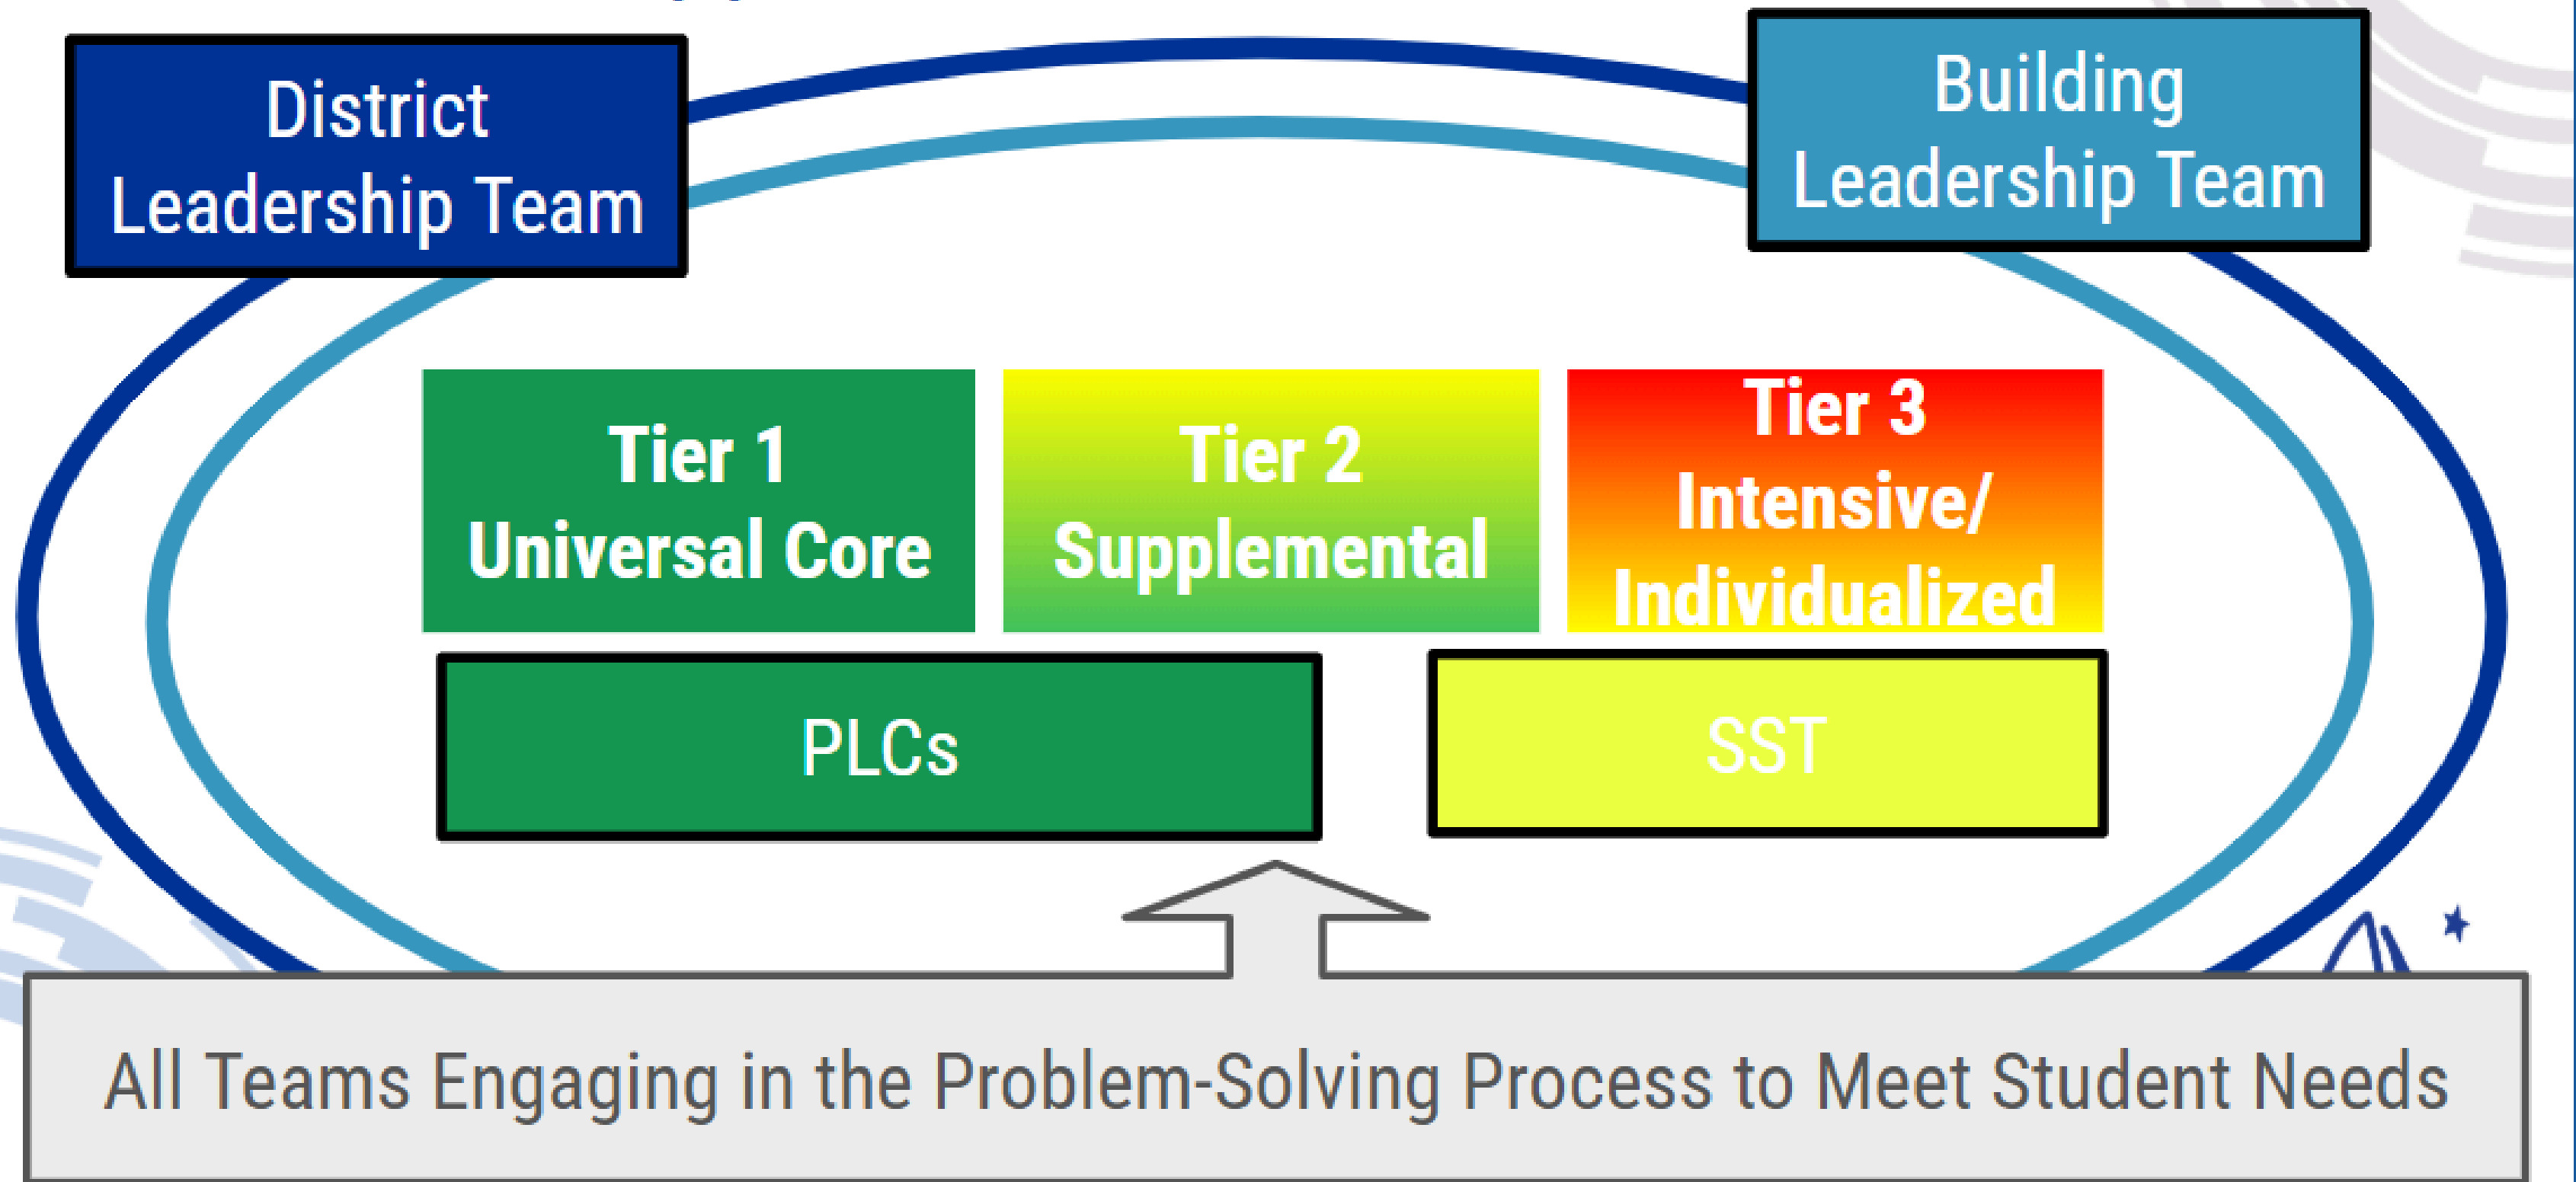 District
Leadership Team
Building
Leadership Team
Tier 1
Universal Core
Tier 2
Supplemental
Tier 3
Intensive/
Individualized
PLCs
SST
All Teams Engaging in the Problem-Solving Process to Meet Student Needs